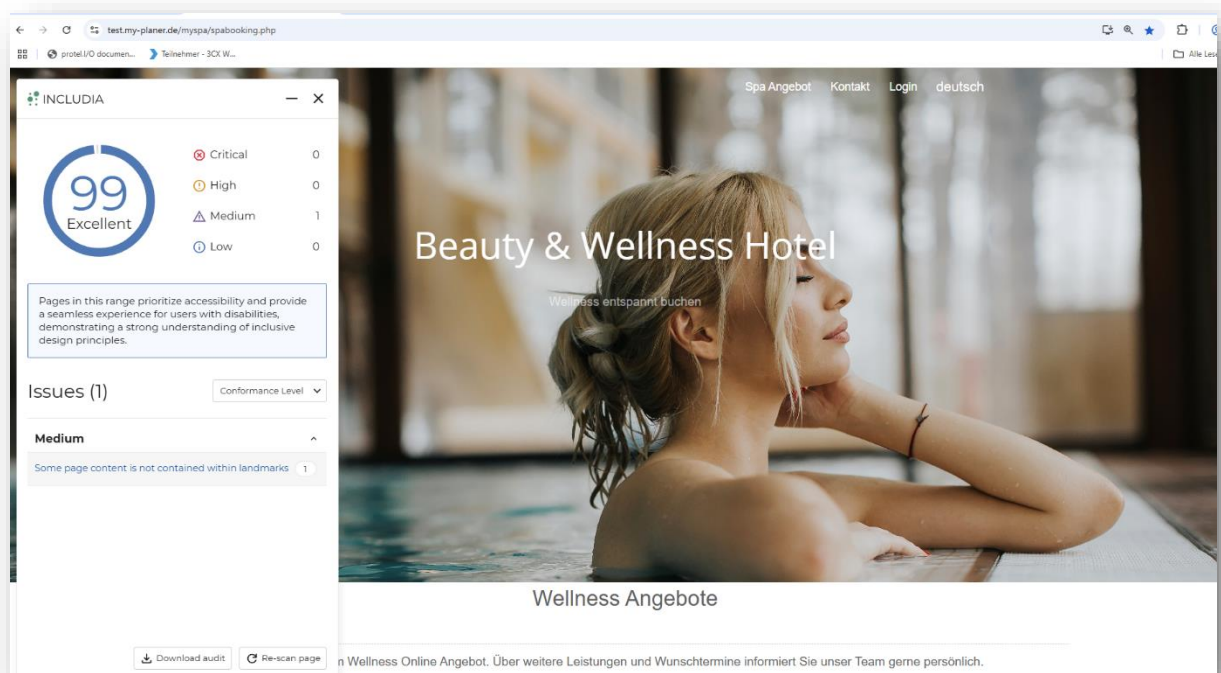 test.my-planer.de/myspa/spabooking.php
protel.I/O documen...
Teilnehmer - 3CX W...
Alle Lese
INCLUDIA
99
Excellent
Critical 0
High 0
Medium 1
Low 0
Pages in this range prioritize accessibility and provide
a seamless experience for users with disabilities,
demonstrating a strong understanding of inclusive
design principles.
Issues (1)
Conformance Level
Medium
Some page content is not contained within landmarks 1
Download audit
Re-scan page
Spa Angebot Kontakt Login deutsch
Beauty & Wellness Hotel
Wellness entspannt buchen
Wellness Angebote
Wellness Online Angebot. Über weitere Leistungen und Wunschtermine informiert Sie unser Team gerne persönlich.